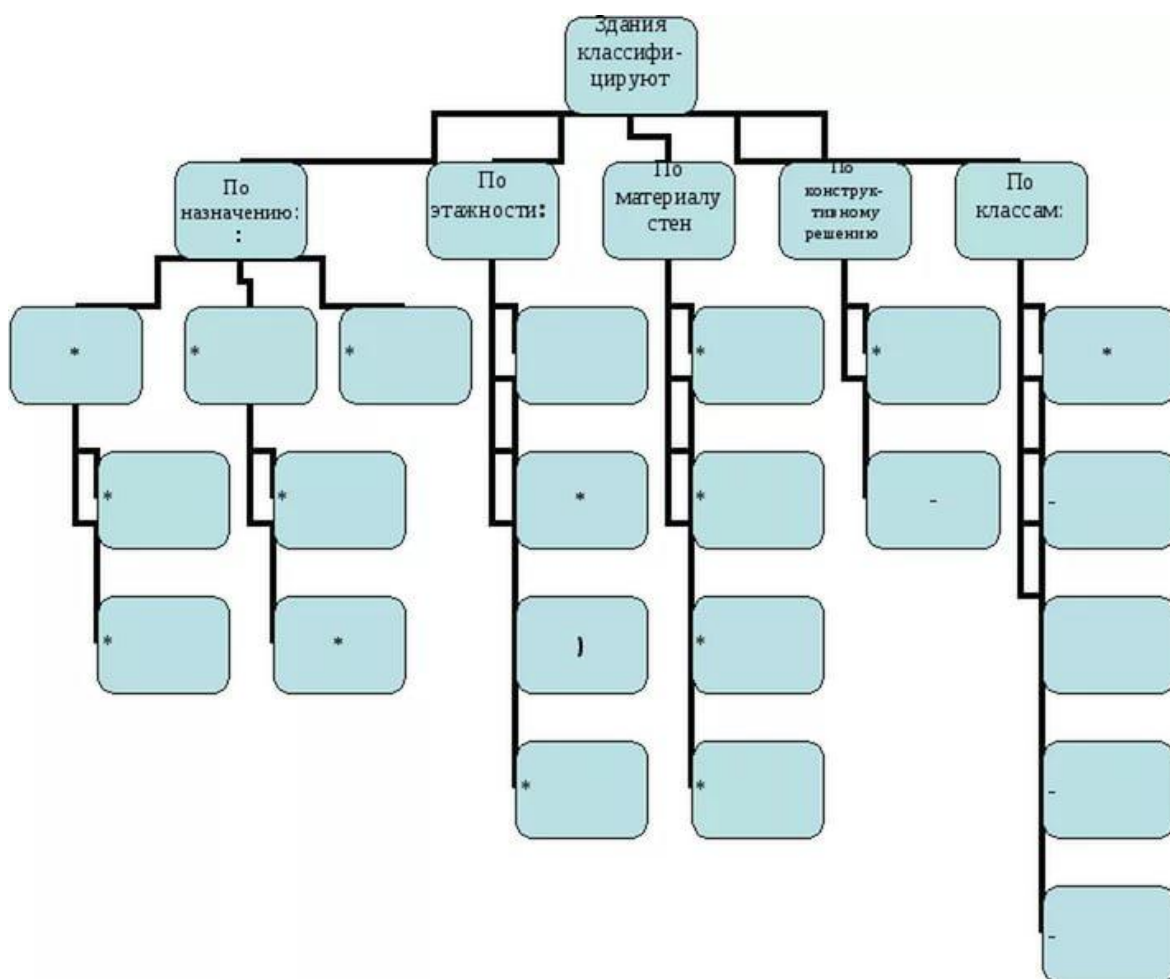 Здания
классифи-
цируют
По
назначению:
:
По
этажности:
По
материалу
стен
По
конструк-
тивному
решению
По
классам:
*
*
*
*
*
*
*
-
-
*
*
*
*
*
*
)
*
*
*
-
-